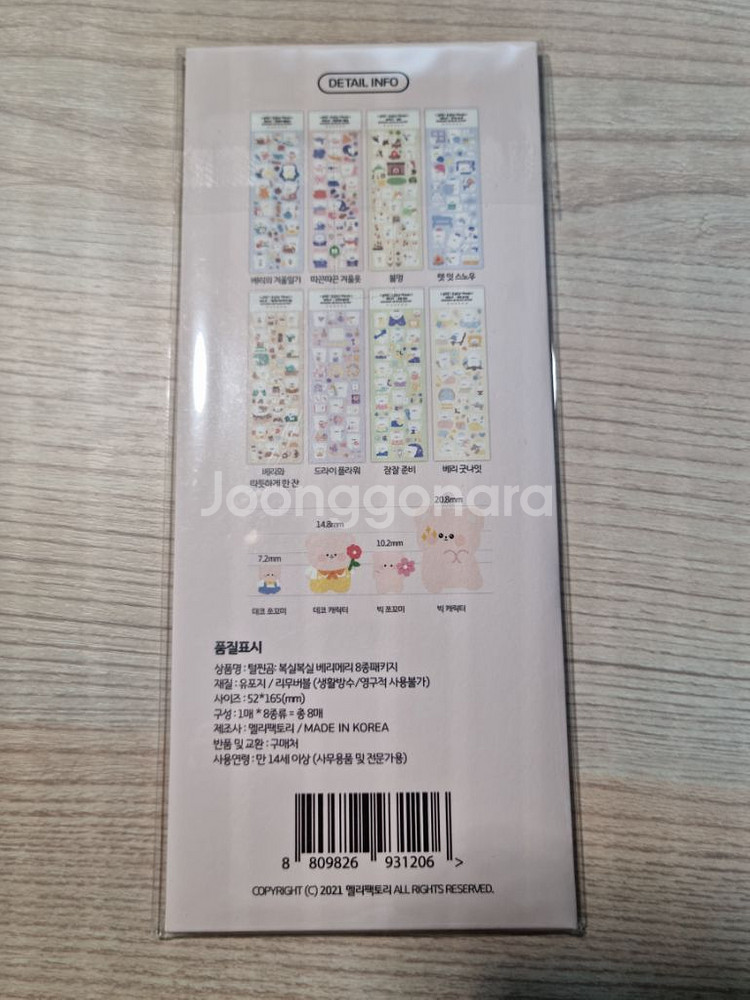 DETAIL INFO
베리의 겨울일기
따끈따끈 겨울옷
불멍
렛 잇 스노우
베리와
따듯하게 한 잔
드라이 플라워
잠잘 준비
베리 굿나잇
Joonggonara
20.8mm
14.8mm
10.2mm
7.2mm
데코 쪼꼬미
데코 캐릭터
빅 쪼꼬미
빅 캐릭터
품질표시
상품명 : 털찐곰: 복실복실 베리메리 8종패키지
재질 : 유포지 / 리무버블 (생활방수/영구적 사용불가)
사이즈 : 52*165(mm)
구성 : 1매 * 8종류 = 총 8매
제조사 : 멜리팩토리 / MADE IN KOREA
반품 및 교환 : 구매처
사용연령 : 만 14세 이상 (사무용품 및 전문가용)
8 809826 931206 >
COPYRIGHT (C) 2021 멜리팩토리 ALL RIGHTS RESERVED.